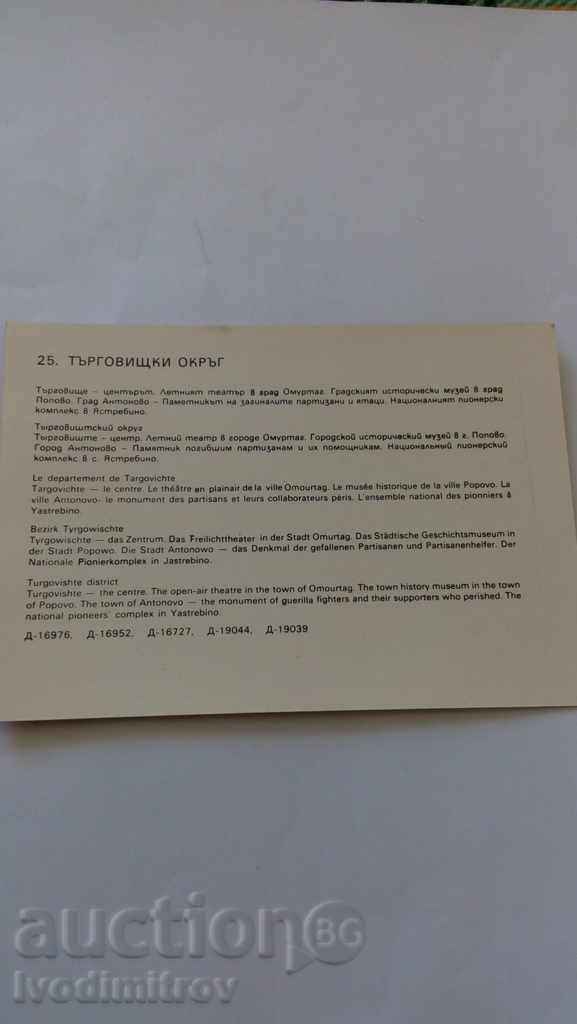 25. ТЪРГОВИЩКИ ОКРЪГ
Търговище – центърът. Летният театър в град Омуртаг. Градският исторически музей в град
Попово. Град Антоново – Паметникът на загиналите партизани и ятаци. Националният пионерски
комплекс в Ястребино.
Тырговиштский округ
Тырговиште – центр. Летний театр в городе Омуртаг. Городской исторический музей в г. Попово.
Город Антоново – Памятник погибшим партизанам и их помощникам. Национальный пионерский
комплекс в с. Ястребино.
Le departement de Targovichte
Targovichte — le centre. Le théâtre en plainair de la ville Omourtag. Le musée historique de la ville Popovo. La
ville Antonovo- le monument des partisans et leurs collaborateurs péris. L'ensemble national des pionniers à
Yastrebino.
Bezirk Tyrgowischte
Tyrgowischte — das Zentrum. Das Freilichttheater in der Stadt Omurtag. Das Städtische Geschichtsmuseum in
der Stadt Popowo. Die Stadt Antonowo — das Denkmal der gefallenen Partisanen und Partisanenhelfer. Der
Nationale Pionierkomplex in Jastrebino.
Turgovishte district
Turgovishte — the centre. The open-air theatre in the town of Omourtag. The town history museum in the town
of Popovo. The town of Antonovo — the monument of guerilla fighters and their supporters who perished. The
national pioneers' complex in Yastrebino.
Д-16976, Д-16952, Д-16727, Д-19044, Д-19039
auctionBG
Ivodimitrov